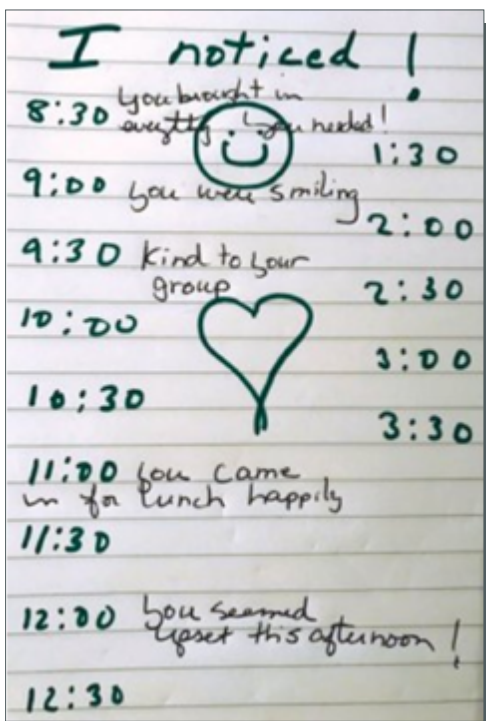 I noticed!
8:30 you brought in
everyttg you needed!
1:30
9:00 you were smiling
2:00
9:30 kind to your
group
2:30
10:00
3:00
10:30
3:30
11:00 you came
in for lunch happily
11:30
12:00 you seemed
upset this afternoon!
12:30